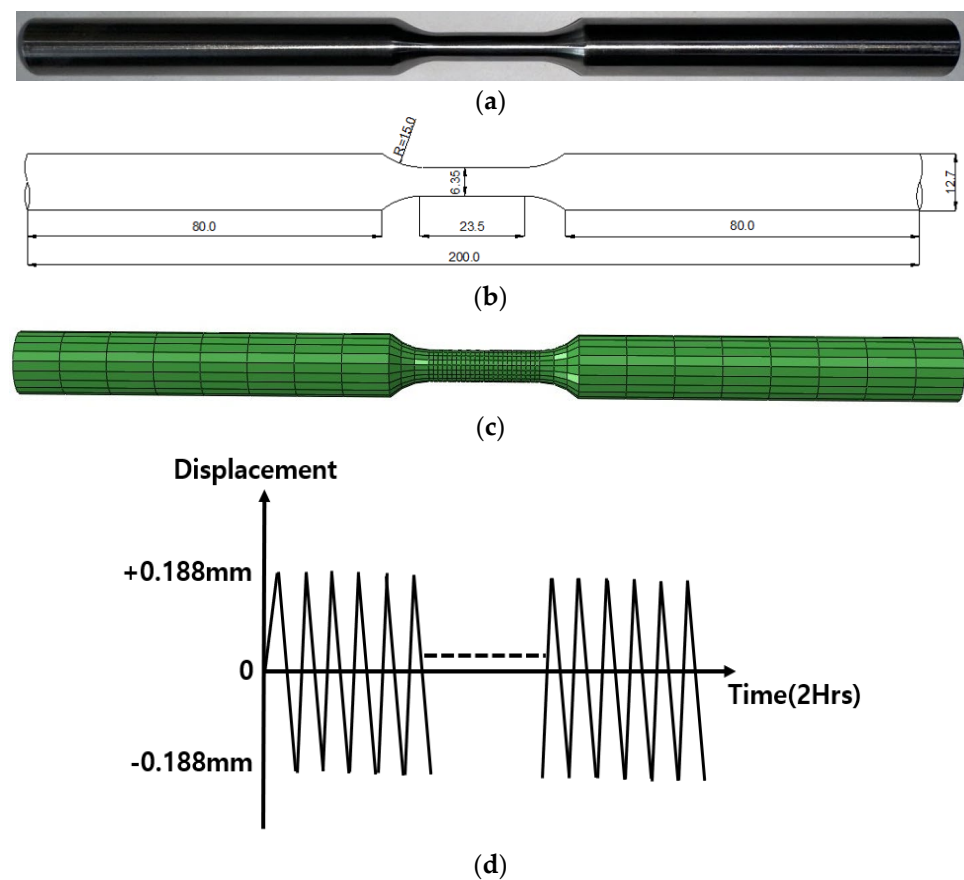 (a)
R=15.0
6.35
12.7
80.0
23.5
80.0
200.0
(b)
(c)
Displacement
+0.188mm
0
Time(2Hrs)
-0.188mm
(d)